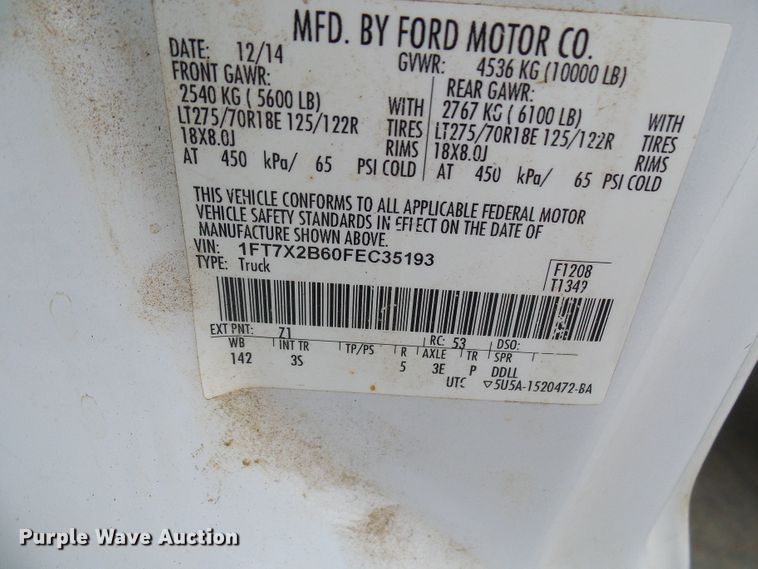 MFD. BY FORD MOTOR CO.
DATE: 12/14
GVWR: 4536 KG (10000 LB)
FRONT GAWR:
2540 KG ( 5600 LB) WITH
LT275/70R18E 125/122R TIRES
18X8.0J RIMS
AT 450 kPa/ 65 PSI COLD
REAR GAWR:
2767 KG ( 6100 LB) WITH
LT275/70R18E 125/122R TIRES
18X8.0J RIMS
AT 450 kPa/ 65 PSI COLD
THIS VEHICLE CONFORMS TO ALL APPLICABLE FEDERAL MOTOR
VEHICLE SAFETY STANDARDS IN EFFECT ON THE DATE OF
MANUFACTURE SHOWN ABOVE.
VIN: 1FT7X2B60FEC35193
TYPE: Truck
F1208
T1349
EXT PNT: Z1 RC: 53 DSO:
WB INT TR TP/PS R AXLE TR SPR
142 3S 5 3E P DDLL
UTC ▽5U5A-1520472-BA
Purple Wave Auction